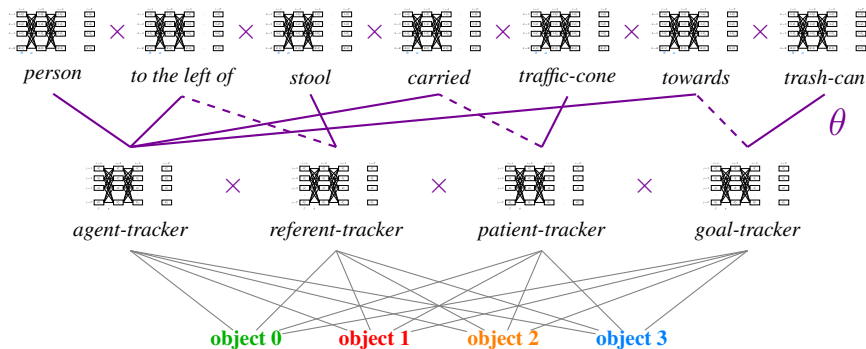 × × × × × ×
person to the left of stool carried traffic-cone towards trash-can
θ
× × ×
agent-tracker referent-tracker patient-tracker goal-tracker
object 0 object 1 object 2 object 3